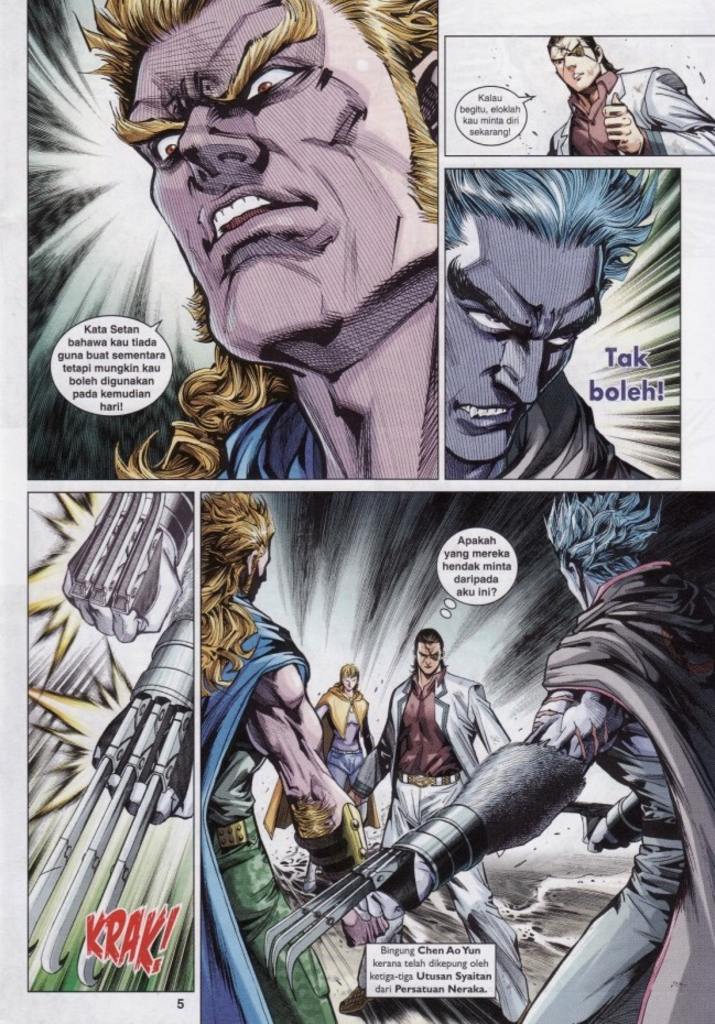 Kata Setan
bahawa kau tiada
guna buat sementara
tetapi mungkin kau
boleh digunakan
pada kemudian
hari!
Kalau
begitu, eloklah
kau minta diri
sekarang!
Tak
boleh!
KRAK!
Apakah
yang mereka
hendak minta
daripada
aku ini?
Bingung Chen Ao Yun
kerana telah dikepung oleh
ketiga-tiga Utusan Syaitan
dari Persatuan Neraka.
5